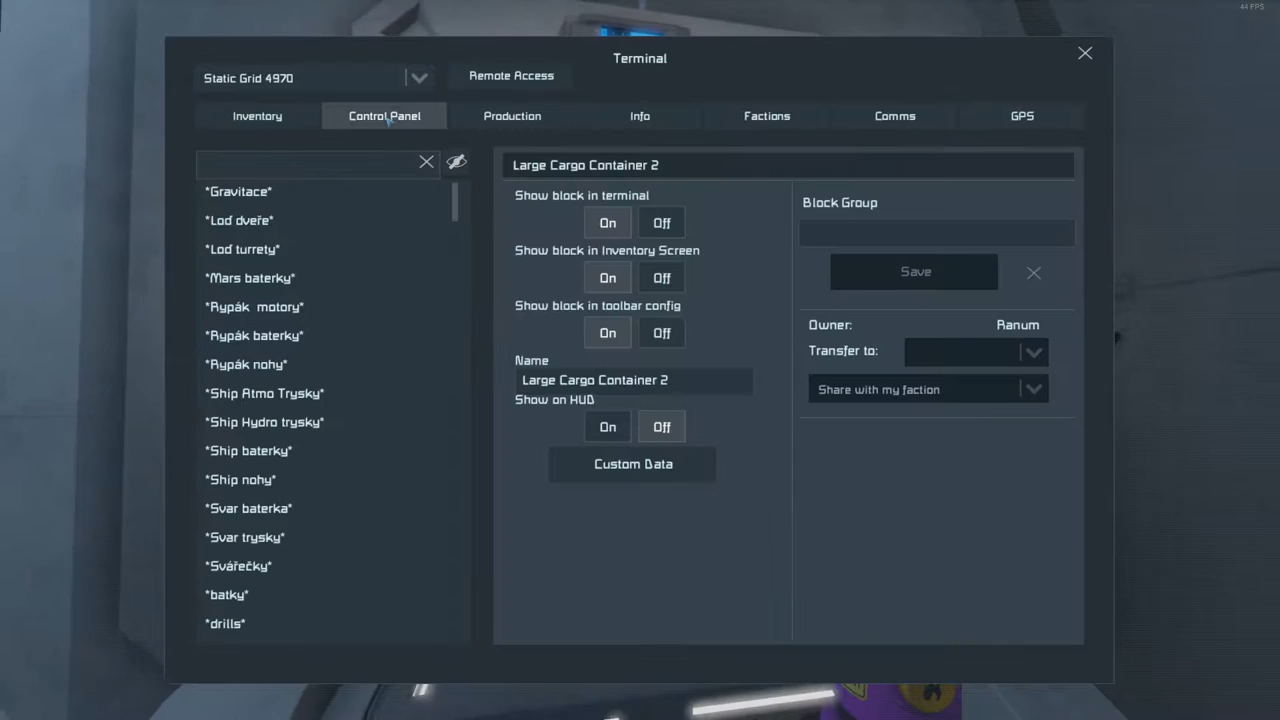 44 FPS
Terminal
Static Grid 4970
Remote Access
Inventory
Control Panel
Production
Info
Factions
Comms
GPS
*Gravitace*
*Loď dveře*
*Loď turrety*
*Mars baterky*
*Rypák  motory*
*Rypák baterky*
*Rypák nohy*
*Ship Atmo Trysky*
*Ship Hydro trysky*
*Ship baterky*
*Ship nohy*
*Svar baterka*
*Svar trysky*
*Svářečky*
*batky*
*drills*
Large Cargo Container 2
Show block in terminal
On Off
Show block in Inventory Screen
On Off
Show block in toolbar config
On Off
Name
Large Cargo Container 2
Show on HUD
On Off
Custom Data
Block Group
Save
Owner: Ranum
Transfer to:
Share with my faction